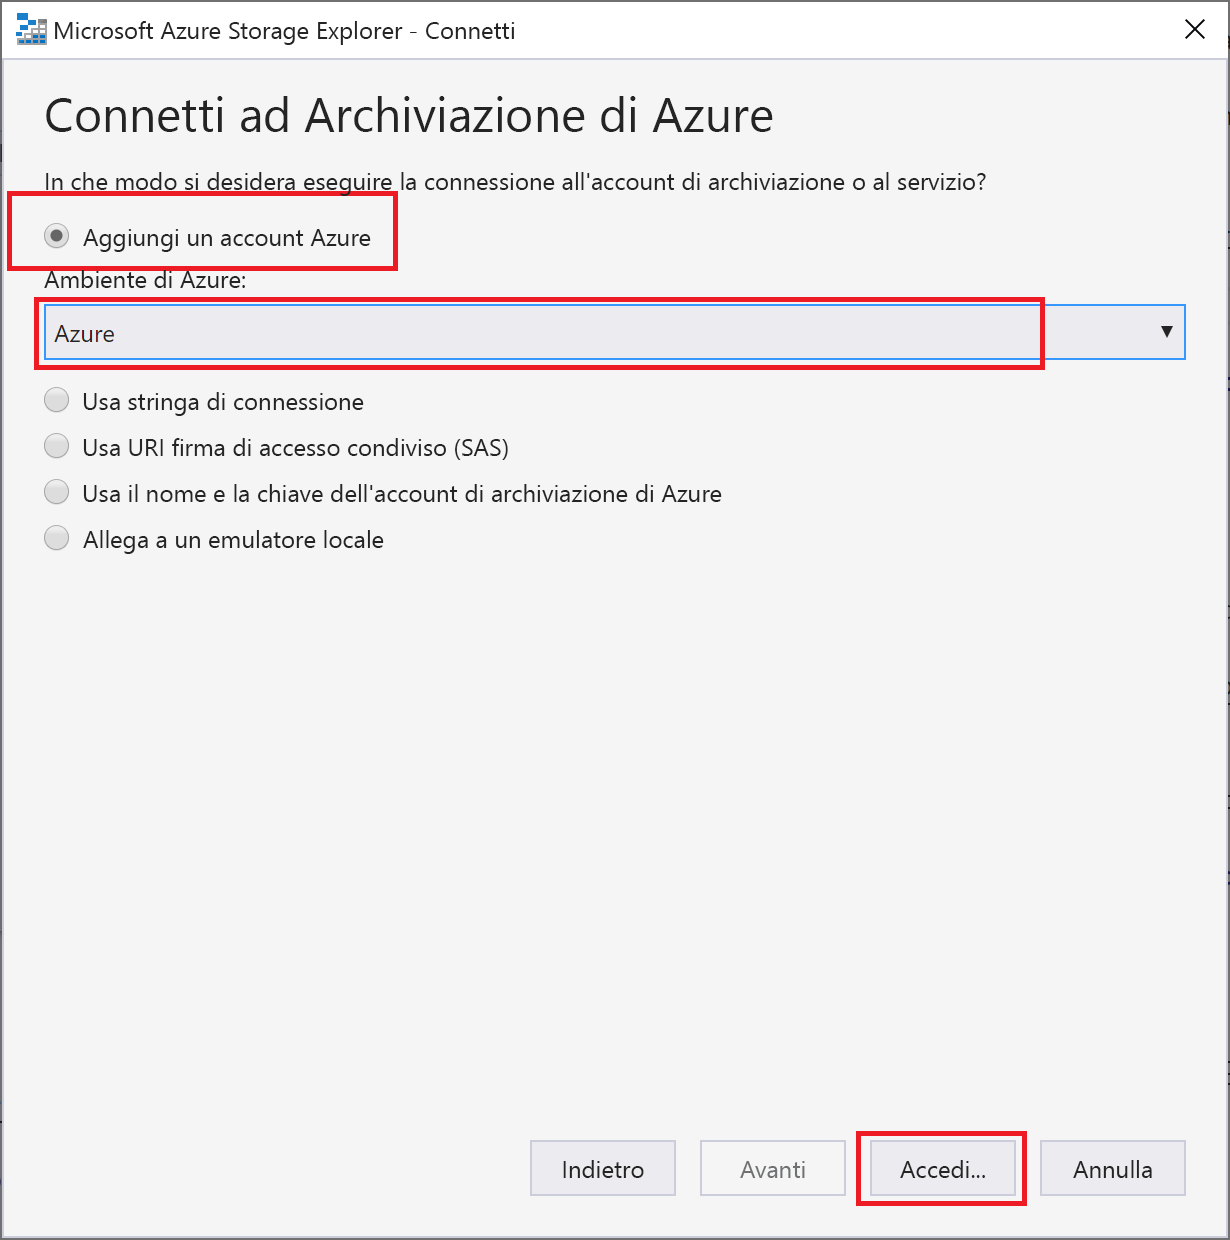 Microsoft Azure Storage Explorer - Connetti
Connetti ad Archiviazione di Azure
In che modo si desidera eseguire la connessione all'account di archiviazione o al servizio?
Aggiungi un account Azure
Ambiente di Azure:
Azure
Usa stringa di connessione
Usa URI firma di accesso condiviso (SAS)
Usa il nome e la chiave dell'account di archiviazione di Azure
Allega a un emulatore locale
Indietro Avanti Accedi... Annulla